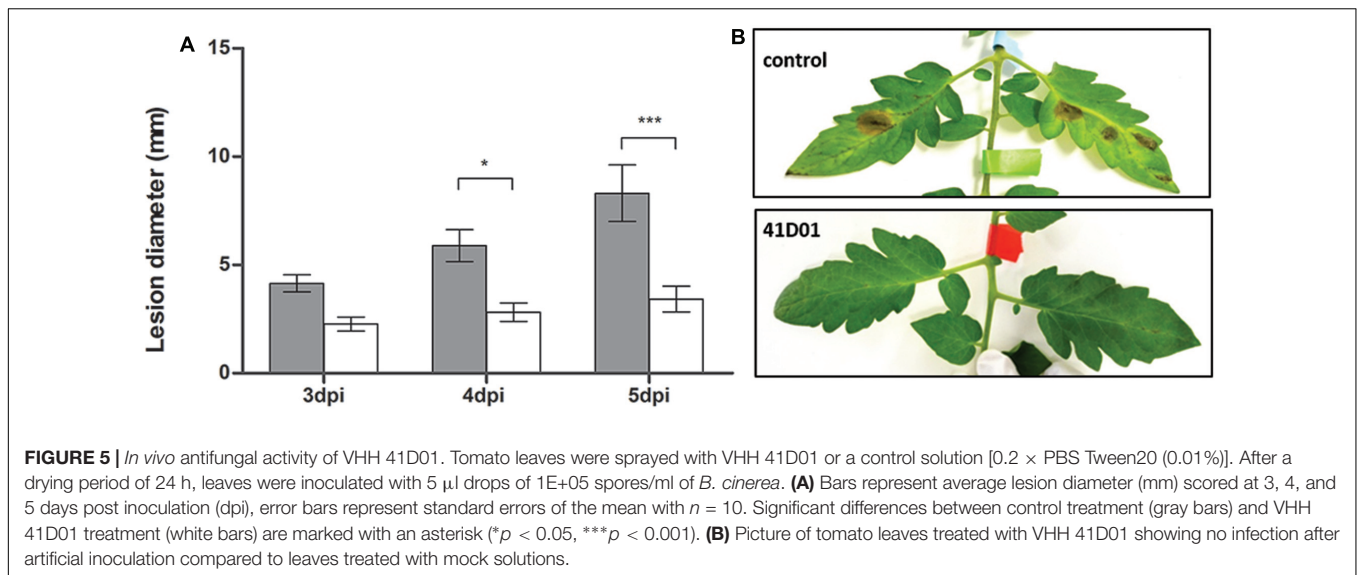 A
15
10
5
0
Lesion diameter (mm)
*
***
3dpi
4dpi
5dpi
B
control
41D01
FIGURE 5 | In vivo antifungal activity of VHH 41D01. Tomato leaves were sprayed with VHH 41D01 or a control solution [0.2 × PBS Tween20 (0.01%)]. After a
drying period of 24 h, leaves were inoculated with 5 μl drops of 1E+05 spores/ml of B. cinerea. (A) Bars represent average lesion diameter (mm) scored at 3, 4, and
5 days post inoculation (dpi), error bars represent standard errors of the mean with n = 10. Significant differences between control treatment (gray bars) and VHH
41D01 treatment (white bars) are marked with an asterisk (*p < 0.05, ***p < 0.001). (B) Picture of tomato leaves treated with VHH 41D01 showing no infection after
artificial inoculation compared to leaves treated with mock solutions.